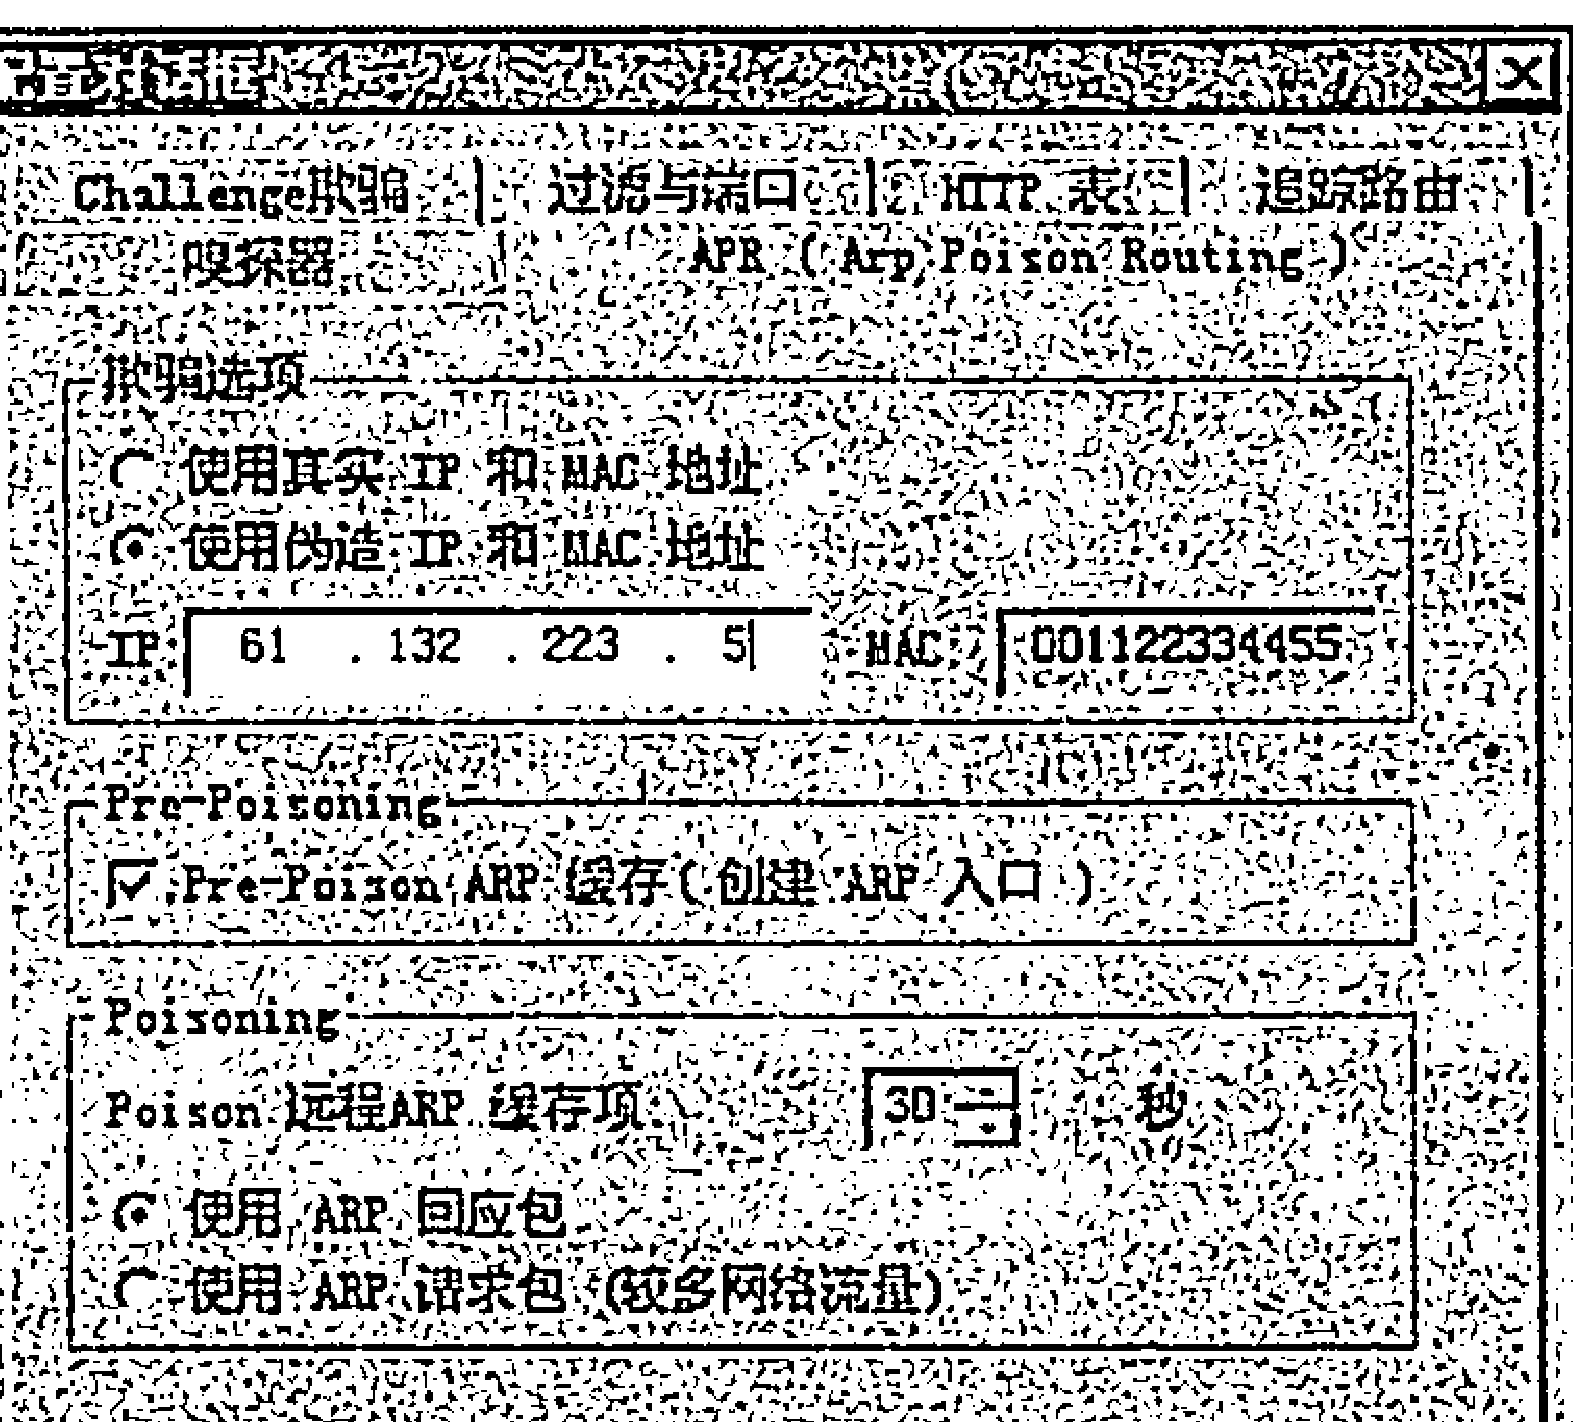 配置对话框
Challenge欺骗 过滤与端口 HTTP 表 追踪路由
嗅探器 APR ( Arp Poison Routing )
欺骗选项
使用真实 IP 和 MAC 地址
使用伪造 IP 和 MAC 地址
IP 61 . 132 . 223 . 5 MAC 001122334455
Pre-Poisoning
Pre-Poison ARP 缓存( 创建 ARP 入口 )
Poisoning
Poison 远程ARP 缓存项 30 秒
使用 ARP 回应包
使用 ARP 请求包 (较多网络流量)